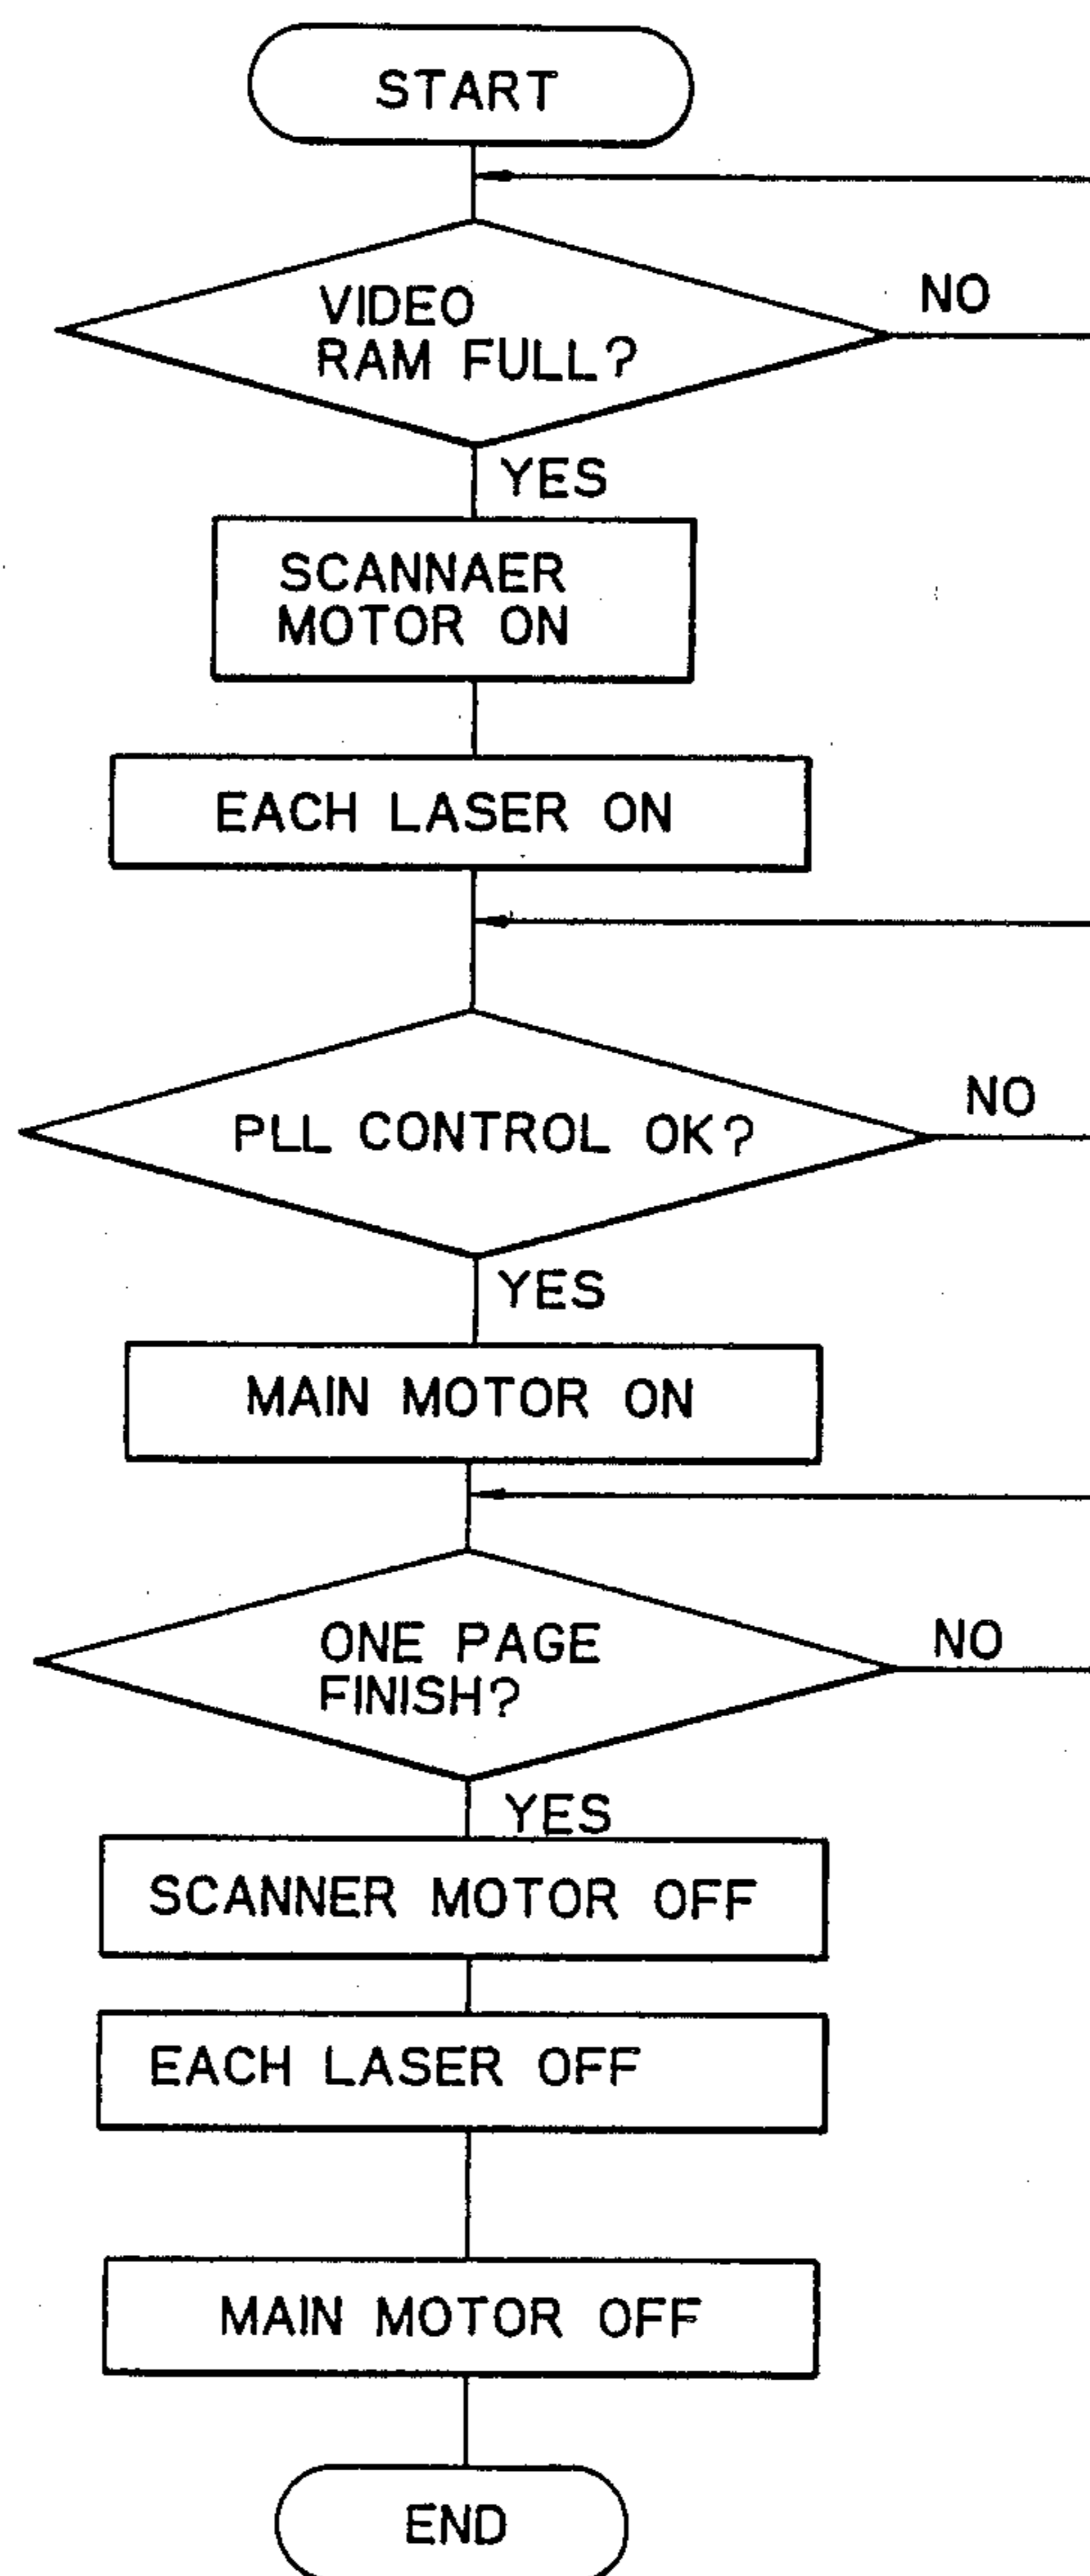 START
VIDEO
RAM FULL?
NO
YES
SCANNAER
MOTOR ON
EACH LASER ON
PLL CONTROL OK?
NO
YES
MAIN MOTOR ON
ONE PAGE
FINISH?
NO
YES
SCANNER MOTOR OFF
EACH LASER OFF
MAIN MOTOR OFF
END